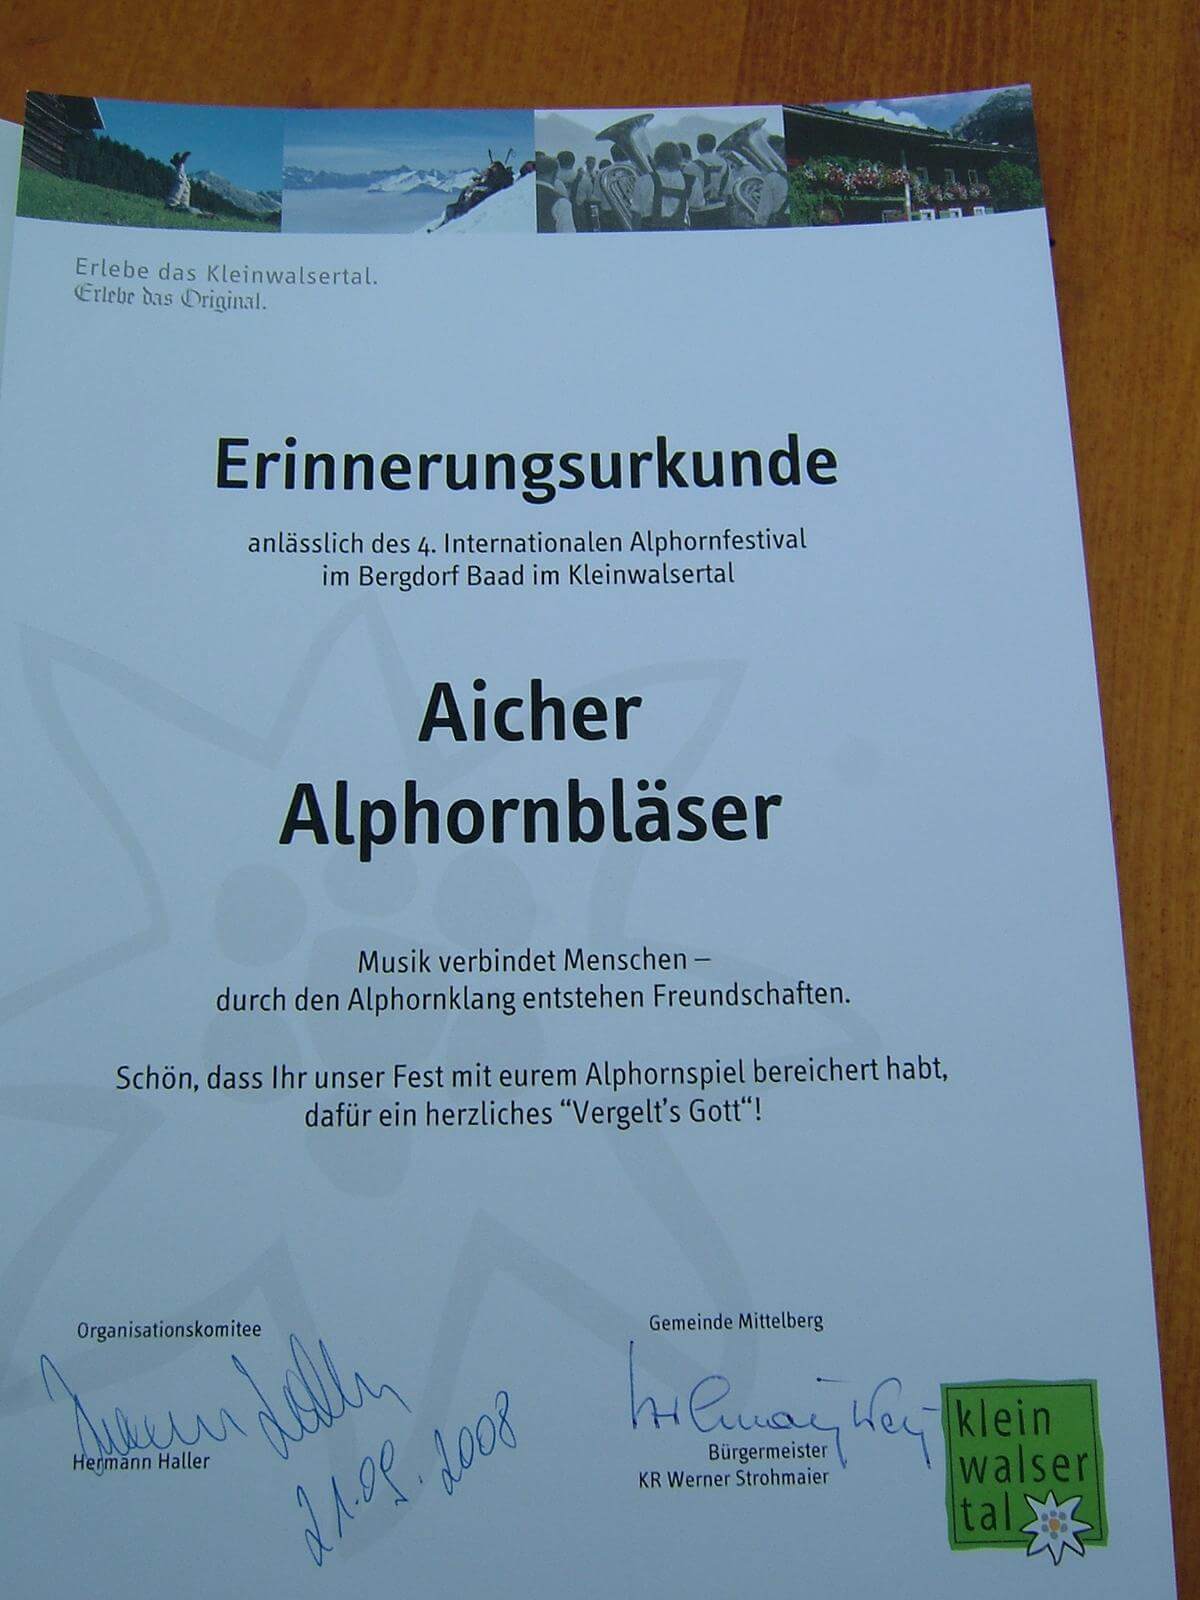 Erlebe das Kleinwalsertal.
Erlebe das Original.
Erinnerungsurkunde
anlässlich des 4. Internationalen Alphornfestival
im Bergdorf Baad im Kleinwalsertal
Aicher
Alphornbläser
Musik verbindet Menschen –
durch den Alphornklang entstehen Freundschaften.
Schön, dass Ihr unser Fest mit eurem Alphornspiel bereichert habt,
dafür ein herzliches “Vergelt’s Gott“!
Organisationskomitee
Hermann Haller
21.09.2008
Gemeinde Mittelberg
Bürgermeister
KR Werner Strohmaier
klein
walser
tal